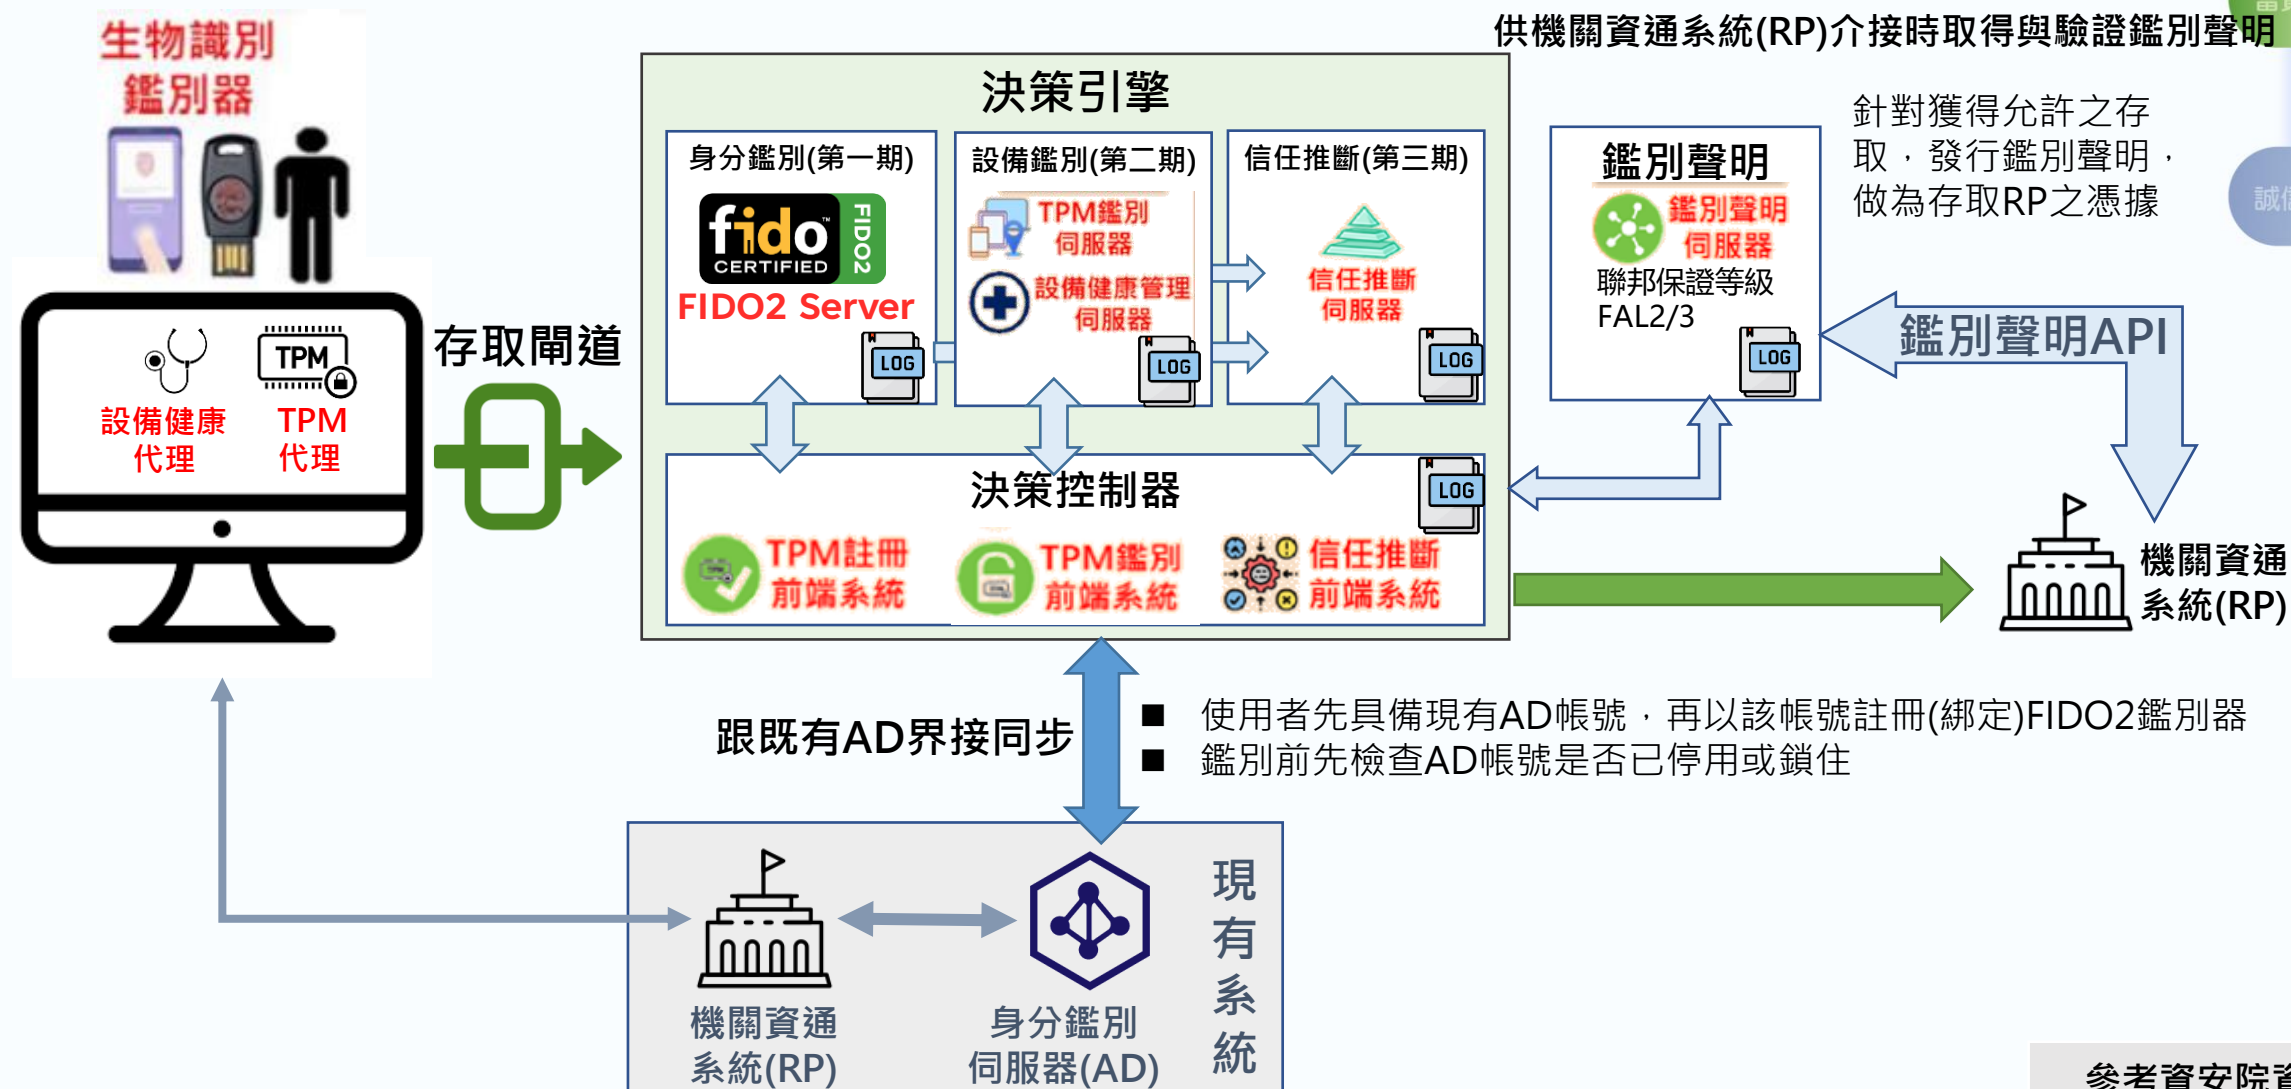 生物識別
鑑別器
設備健康
代理
TPM
TPM
代理
存取閘道
決策引擎
身分鑑別(第一期)
fido
CERTIFIED
FIDO2
FIDO2 Server
LOG
設備鑑別(第二期)
TPM鑑別
伺服器
設備健康管理
伺服器
LOG
信任推斷(第三期)
信任推斷
伺服器
LOG
決策控制器
LOG
TPM註冊
前端系統
TPM鑑別
前端系統
信任推斷
前端系統
供機關資通系統(RP)介接時取得與驗證鑑別聲明
鑑別聲明
鑑別聲明
伺服器
聯邦保證等級
FAL2/3
LOG
針對獲得允許之存
取，發行鑑別聲明，
做為存取RP之憑據
誠信
鑑別聲明API
機關資通
系統(RP)
跟既有AD界接同步
■ 使用者先具備現有AD帳號，再以該帳號註冊(綁定)FIDO2鑑別器
■ 鑑別前先檢查AD帳號是否已停用或鎖住
機關資通
系統(RP)
身分鑑別
伺服器(AD)
現
有
系
統
參考資安院資